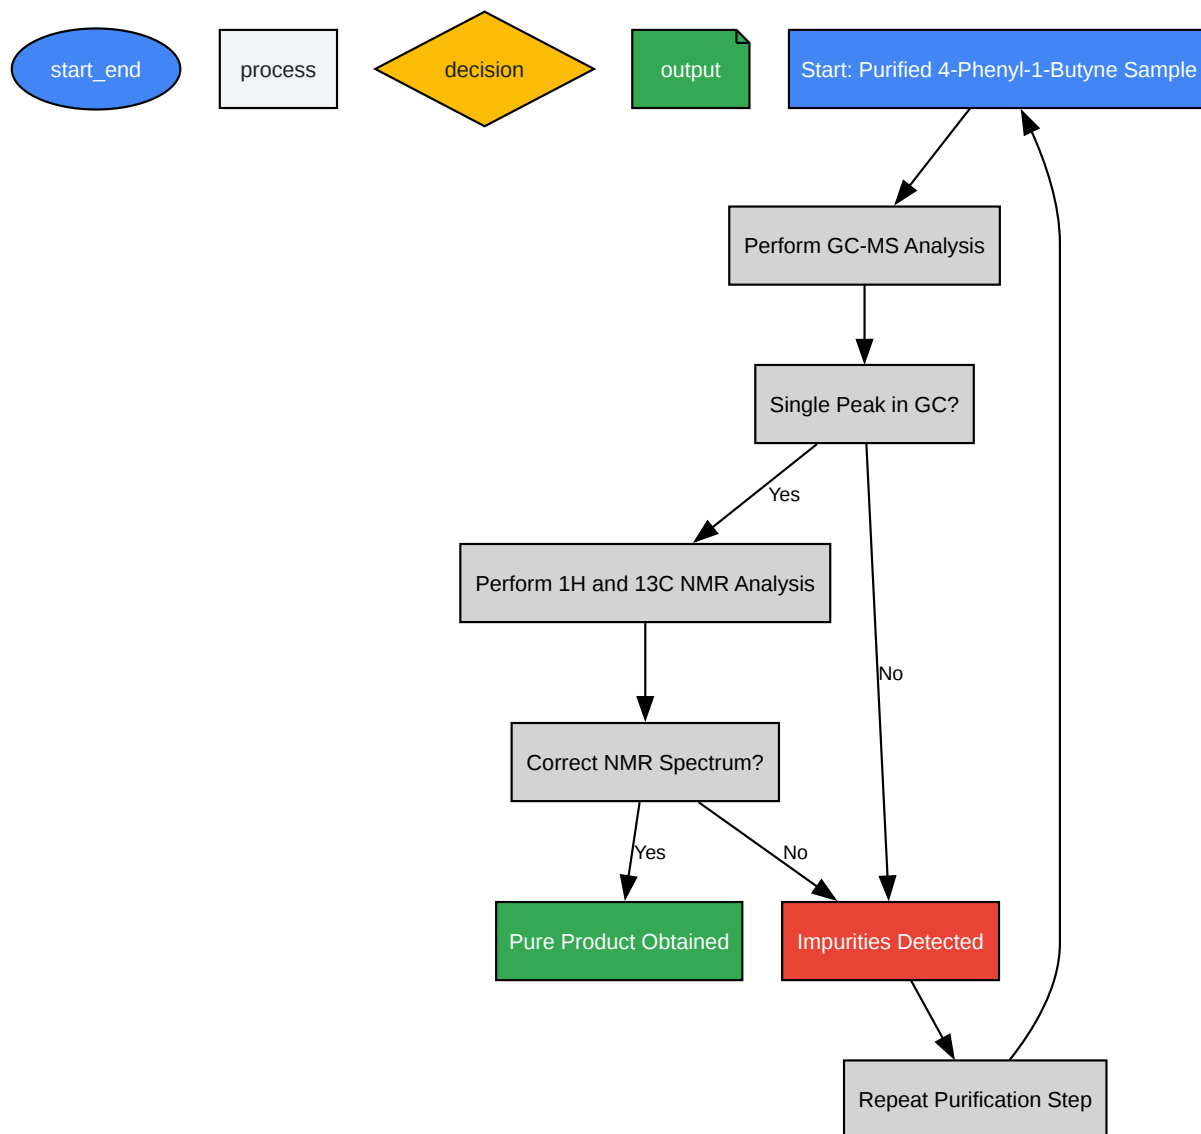 start_end
process
decision
output
Start: Purified 4-Phenyl-1-Butyne Sample
Perform GC-MS Analysis
Single Peak in GC?
Yes
Perform 1H and 13C NMR Analysis
No
Correct NMR Spectrum?
Yes
No
Pure Product Obtained
Impurities Detected
Repeat Purification Step